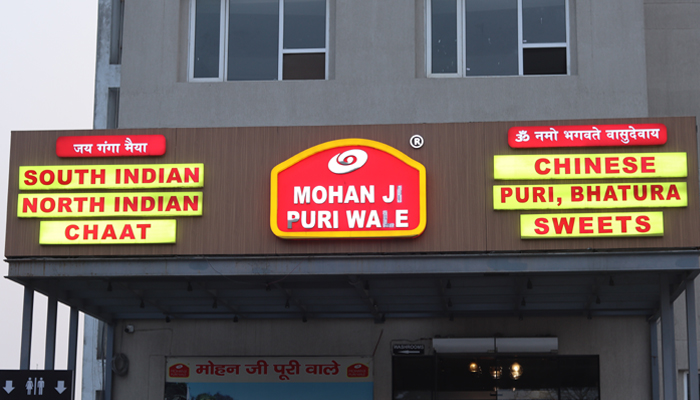 जय गंगा मैया
SOUTH INDIAN
NORTH INDIAN
CHAAT
®
MOHAN JI
PURI WALE
ॐ नमो भगवते वासुदेवाय
CHINESE
PURI, BHATURA
SWEETS
मोहन जी पूरी वाले